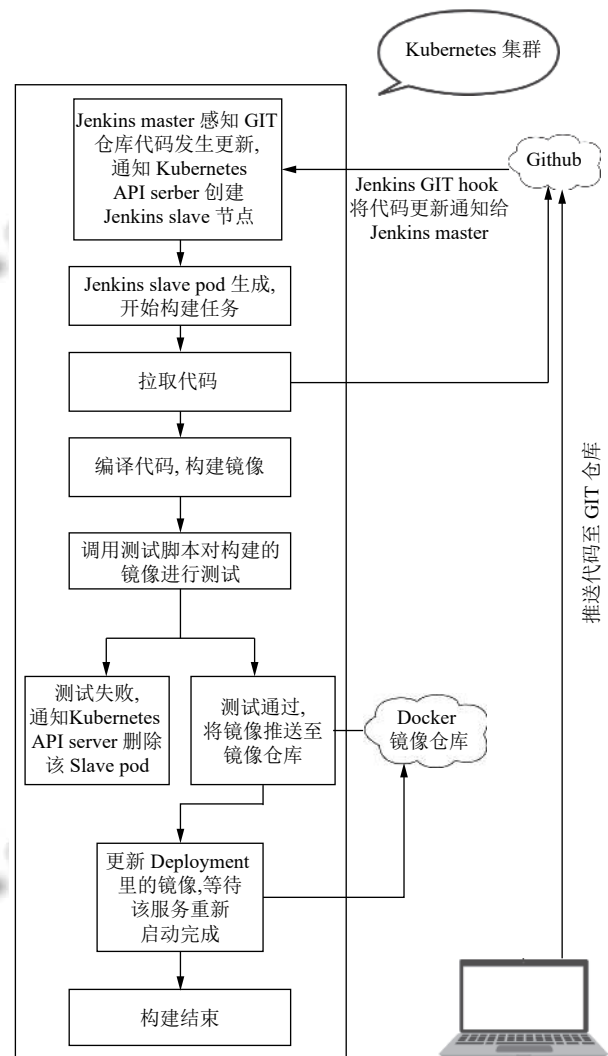 Kubernetes 集群
Jenkins master 感知 GIT
仓库代码发生更新,
通知 Kubernetes
API serber 创建
Jenkins slave 节点
Github
Jenkins GIT hook
将代码更新通知给
Jenkins master
Jenkins slave pod 生成,
开始构建任务
拉取代码
编译代码, 构建镜像
调用测试脚本对构建的
镜像进行测试
推送代码至 GIT 仓库
测试失败,
通知Kubernetes
API server 删除
该 Slave pod
测试通过,
将镜像推送至
镜像仓库
Docker
镜像仓库
更新 Deployment
里的镜像,等待
该服务重新
启动完成
构建结束